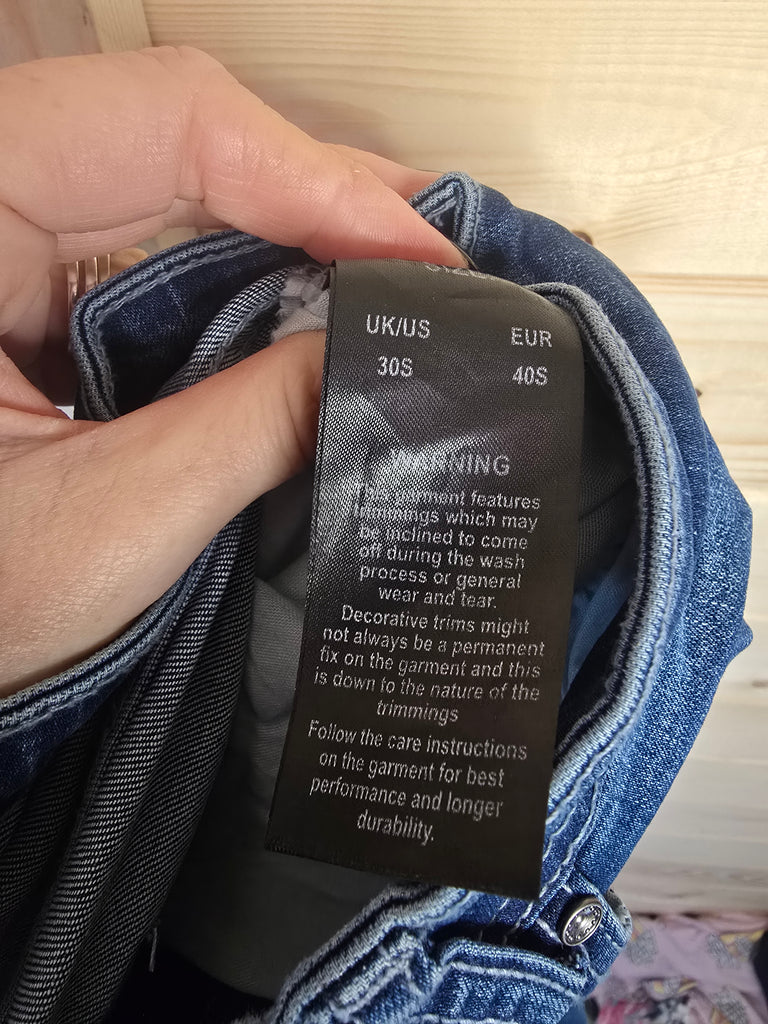 UK/US EUR
30S 40S
WARNING
This garment features
trimmings which may
be inclined to come
off during the wash
process or general
wear and tear.
Decorative trims might
not always be a permanent
fix on the garment and this
is down to the nature of the
trimmings
Follow the care instructions
on the garment for best
performance and longer
durability.